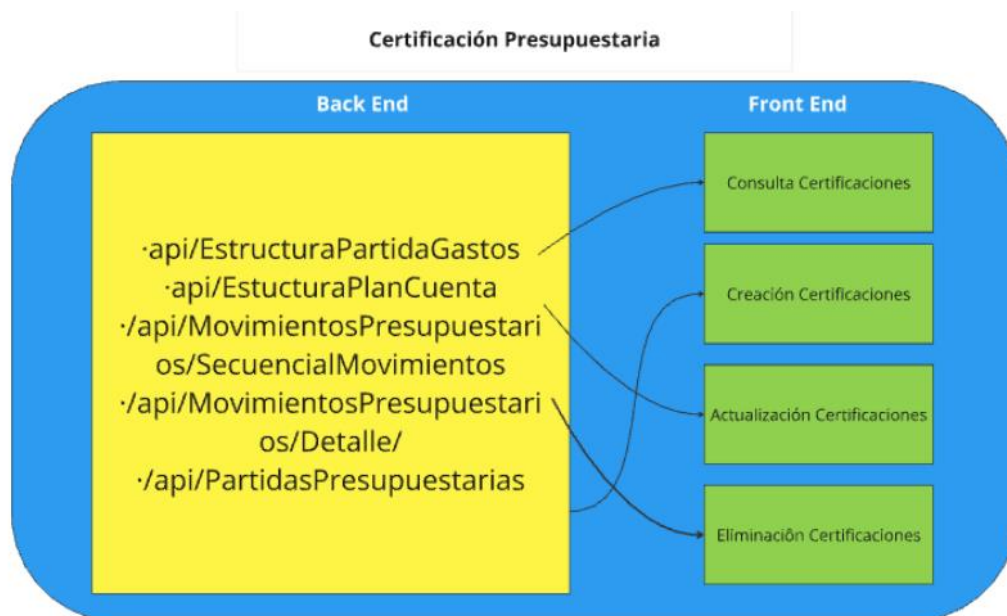 Certificación Presupuestaria
Back End
Front End
·api/EstructuraPartidaGastos
·api/EstucturaPlanCuenta
·/api/MovimientosPresupuestari
os/SecuencialMovimientos
·/api/MovimientosPresupuestari
os/Detalle/
·/api/PartidasPresupuestarias
Consulta Certificaciones
Creación Certificaciones
Actualización Certificaciones
Eliminación Certificaciones